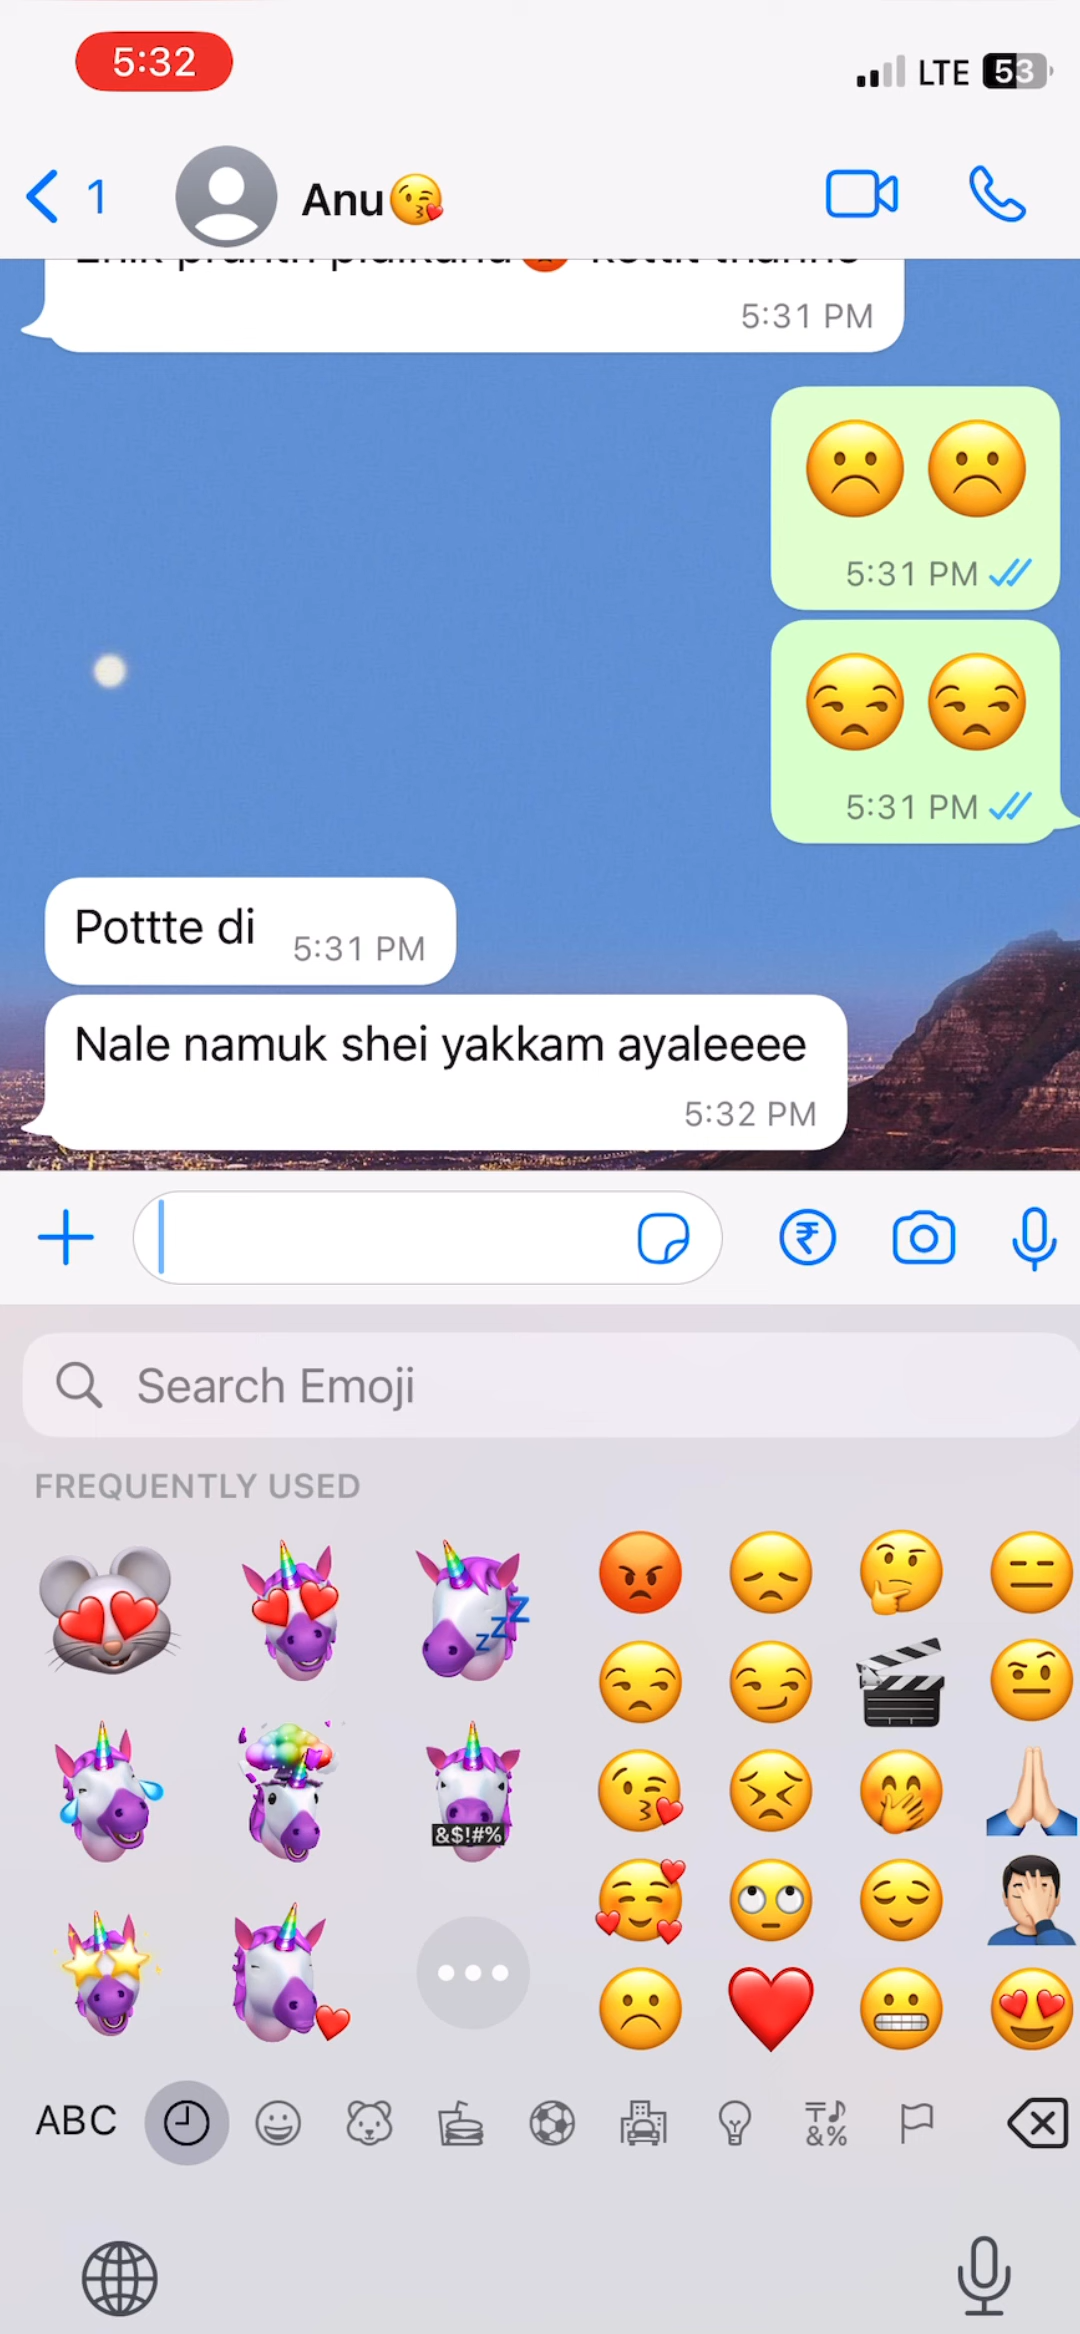 5:32
LTE 53
1 Anu😘
5:31 PM
☹️ ☹️
5:31 PM
😒 😒
5:31 PM
Pottte di 5:31 PM
Nale namuk shei yakkam ayaleeee
5:32 PM
Search Emoji
FREQUENTLY USED
&$!#%
ABC